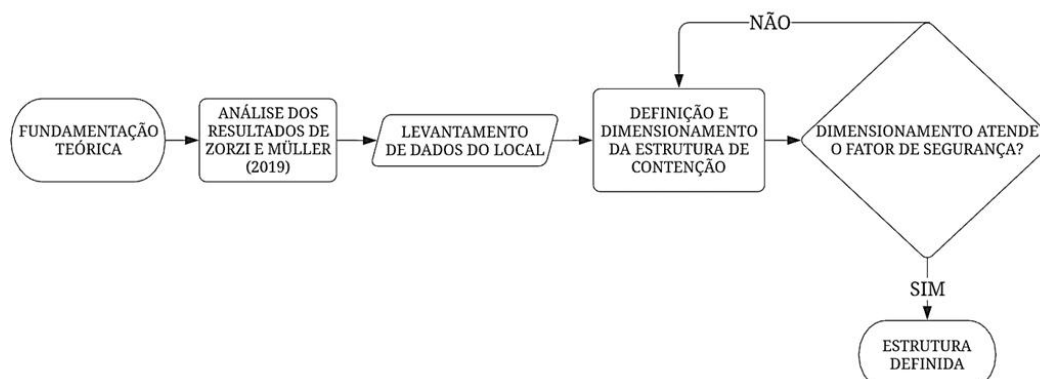 FUNDAMENTAÇÃO
TEÓRICA
ANÁLISE DOS
RESULTADOS DE
ZORZI E MÜLLER
(2019)
LEVANTAMENTO
DE DADOS DO LOCAL
DEFINIÇÃO E
DIMENSIONAMENTO
DA ESTRUTURA DE
CONTENÇÃO
NÃO
DIMENSIONAMENTO ATENDE
O FATOR DE SEGURANÇA?
SIM
ESTRUTURA
DEFINIDA